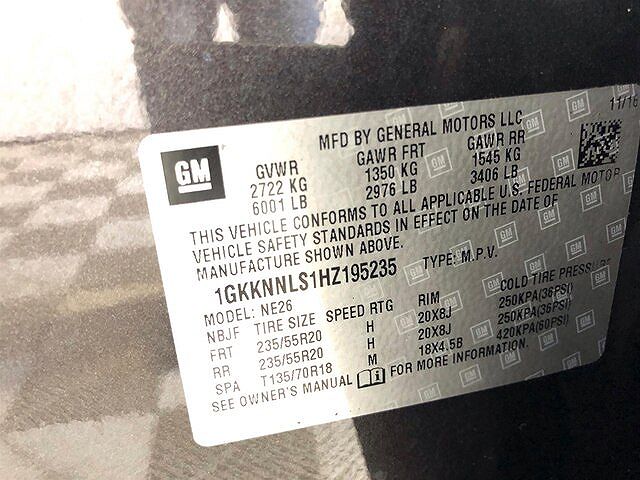 MFD BY GENERAL MOTORS LLC 11/16
GM GVWR GAWR FRT GAWR RR
2722 KG 1350 KG 1545 KG
6001 LB 2976 LB 3406 LB
THIS VEHICLE CONFORMS TO ALL APPLICABLE U.S. FEDERAL MOTOR
VEHICLE SAFETY STANDARDS IN EFFECT ON THE DATE OF
MANUFACTURE SHOWN ABOVE.
1GKKNNLS1HZ195235 TYPE: M.P.V.
MODEL: NE26
NBJF TIRE SIZE SPEED RTG RIM COLD TIRE PRESSURE
FRT 235/55R20 H 20X8J 250KPA(36PSI)
RR 235/55R20 H 20X8J 250KPA(36PSI)
SPA T135/70R18 M 18X4.5B 420KPA(60PSI)
SEE OWNER'S MANUAL FOR MORE INFORMATION.